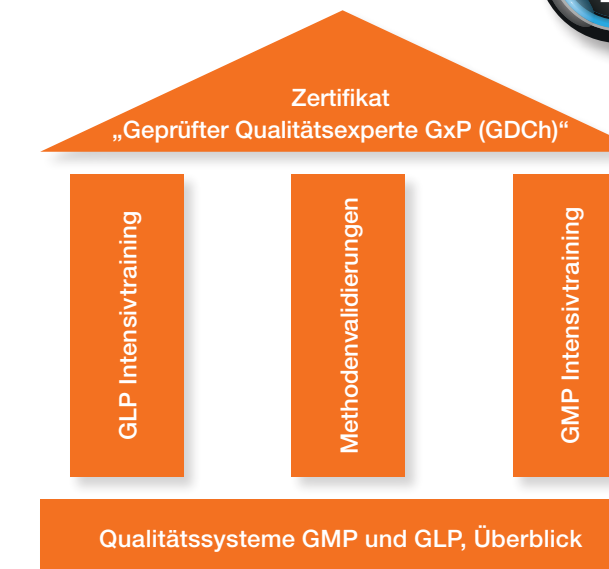 Zertifikat
„Geprüfter Qualitätsexperte GxP (GDCh)“
GLP Intensivtraining
Methodenvalidierungen
GMP Intensivtraining
Qualitätssysteme GMP und GLP, Überblick